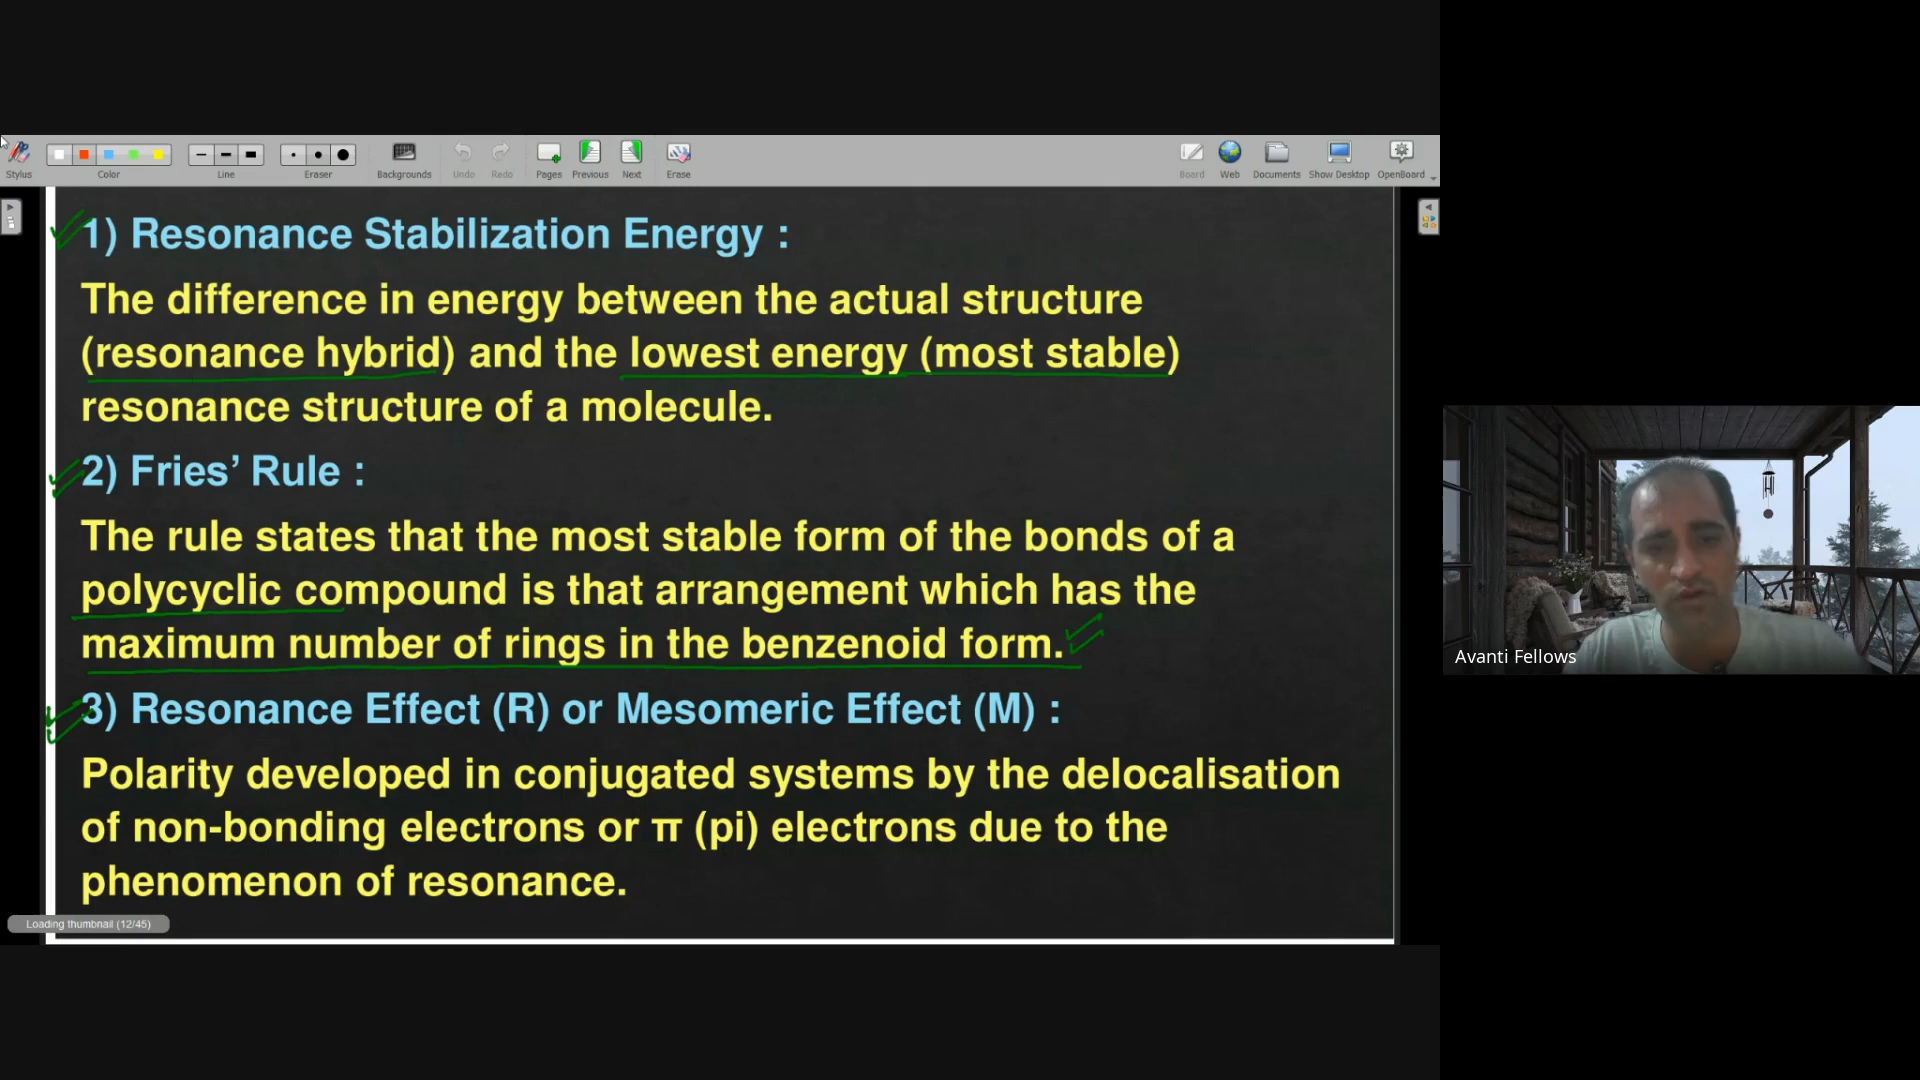 Stylus Color Line Eraser Backgrounds Undo Redo Pages Previous Next Erase Board Web Documents Show Desktop OpenBoard
1) Resonance Stabilization Energy :
The difference in energy between the actual structure
(resonance hybrid) and the lowest energy (most stable)
resonance structure of a molecule.
2) Fries’ Rule :
The rule states that the most stable form of the bonds of a
polycyclic compound is that arrangement which has the
maximum number of rings in the benzenoid form.
3) Resonance Effect (R) or Mesomeric Effect (M) :
Polarity developed in conjugated systems by the delocalisation
of non-bonding electrons or π (pi) electrons due to the
phenomenon of resonance.
Loading thumbnail (12/45)
Avanti Fellows